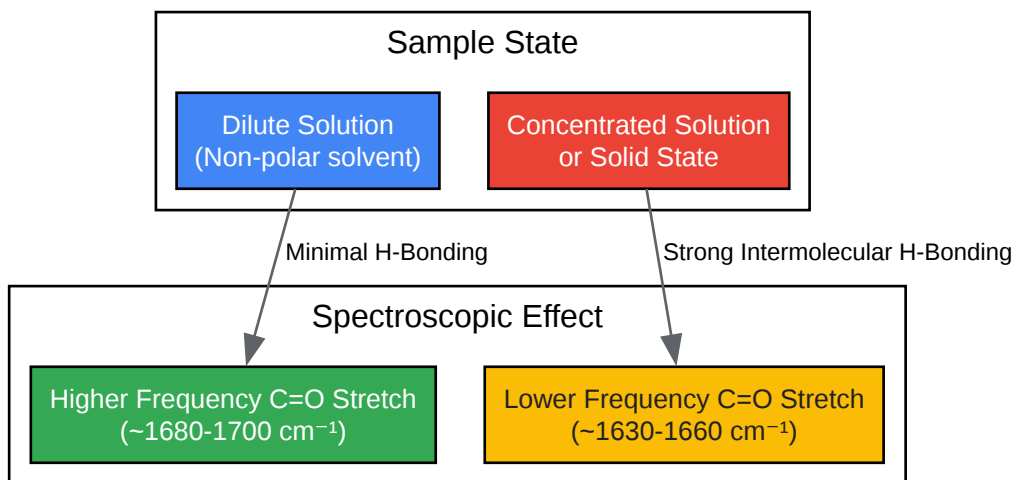 Sample State
Dilute Solution
(Non-polar solvent)
Concentrated Solution
or Solid State
Minimal H-Bonding
Strong Intermolecular H-Bonding
Spectroscopic Effect
Higher Frequency C=O Stretch
(~1680-1700 cm⁻¹)
Lower Frequency C=O Stretch
(~1630-1660 cm⁻¹)